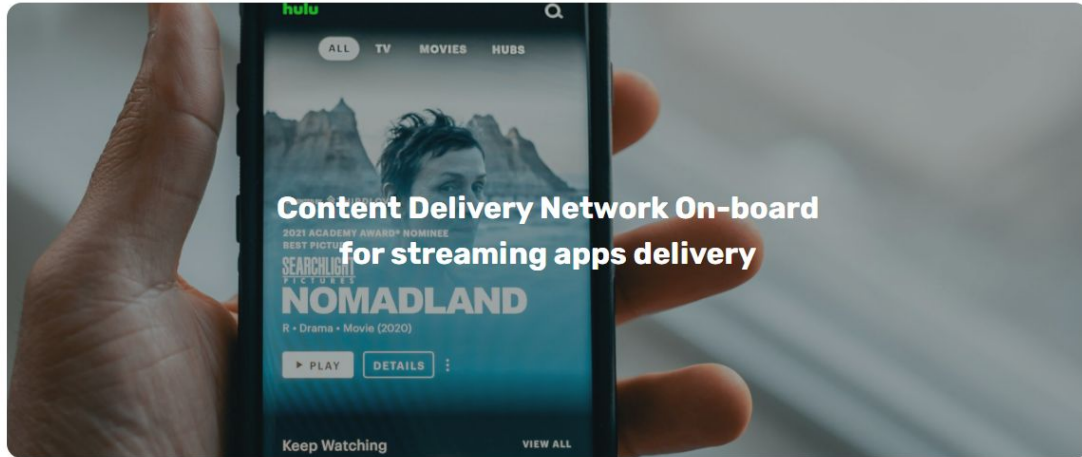 hulu
ALL TV MOVIES HUBS
Content Delivery Network On-board
for streaming apps delivery
2021 ACADEMY AWARD® NOMINEE
BEST PICTURE
SEARCHLIGHT
PICTURES
NOMADLAND
R • Drama • Movie (2020)
PLAY DETAILS
Keep Watching VIEW ALL